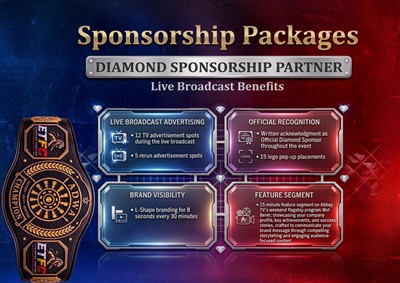 Sponsorship Packages
DIAMOND SPONSORSHIP PARTNER
Live Broadcast Benefits
LIVE BROADCAST ADVERTISING
TV
• 12 TV advertisement spots
during the live broadcast
• 5 rerun advertisement spots
OFFICIAL RECOGNITION
• Written acknowledgment as
Official Diamond Sponsor
throughout the event
• 15 logo pop-up placements
BRAND VISIBILITY
• L-Shape branding for 8
seconds every 30 minutes
FEATURE SEGMENT
• 15-minute feature segment on Abbay
TV's weekend flagship program
showcasing your company
profile, key achievements, and success
stories, crafted to communicate your
brand message through compelling
storytelling and engaging audience-
focused content